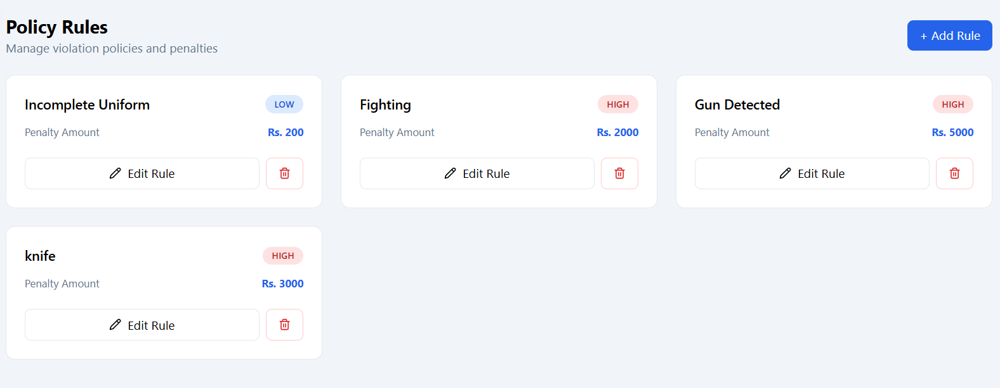 Policy Rules
Manage violation policies and penalties
+ Add Rule
Incomplete Uniform
LOW
Penalty Amount
Rs. 200
Edit Rule
Fighting
HIGH
Penalty Amount
Rs. 2000
Edit Rule
Gun Detected
HIGH
Penalty Amount
Rs. 5000
Edit Rule
knife
HIGH
Penalty Amount
Rs. 3000
Edit Rule